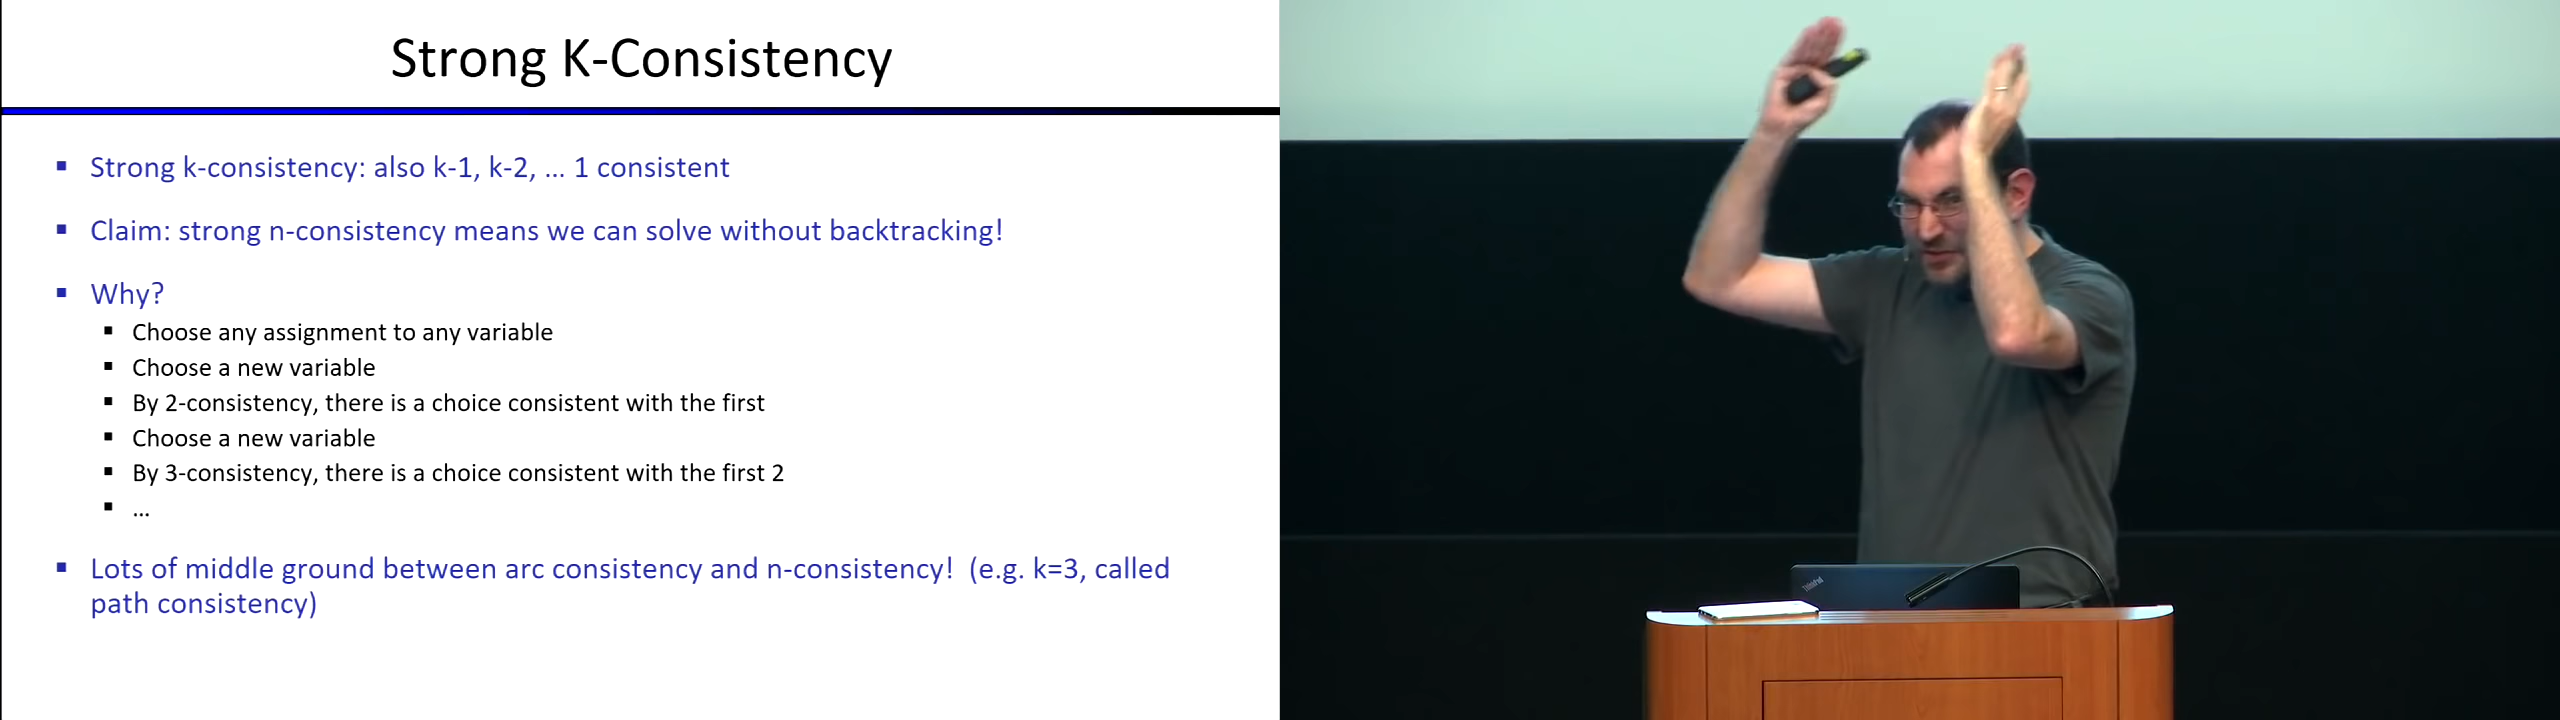 Strong K-Consistency
▪ Strong k-consistency: also k-1, k-2, … 1 consistent
▪ Claim: strong n-consistency means we can solve without backtracking!
▪ Why?
▪ Choose any assignment to any variable
▪ Choose a new variable
▪ By 2-consistency, there is a choice consistent with the first
▪ Choose a new variable
▪ By 3-consistency, there is a choice consistent with the first 2
▪ …
▪ Lots of middle ground between arc consistency and n-consistency!  (e.g. k=3, called
path consistency)
ThinkPad